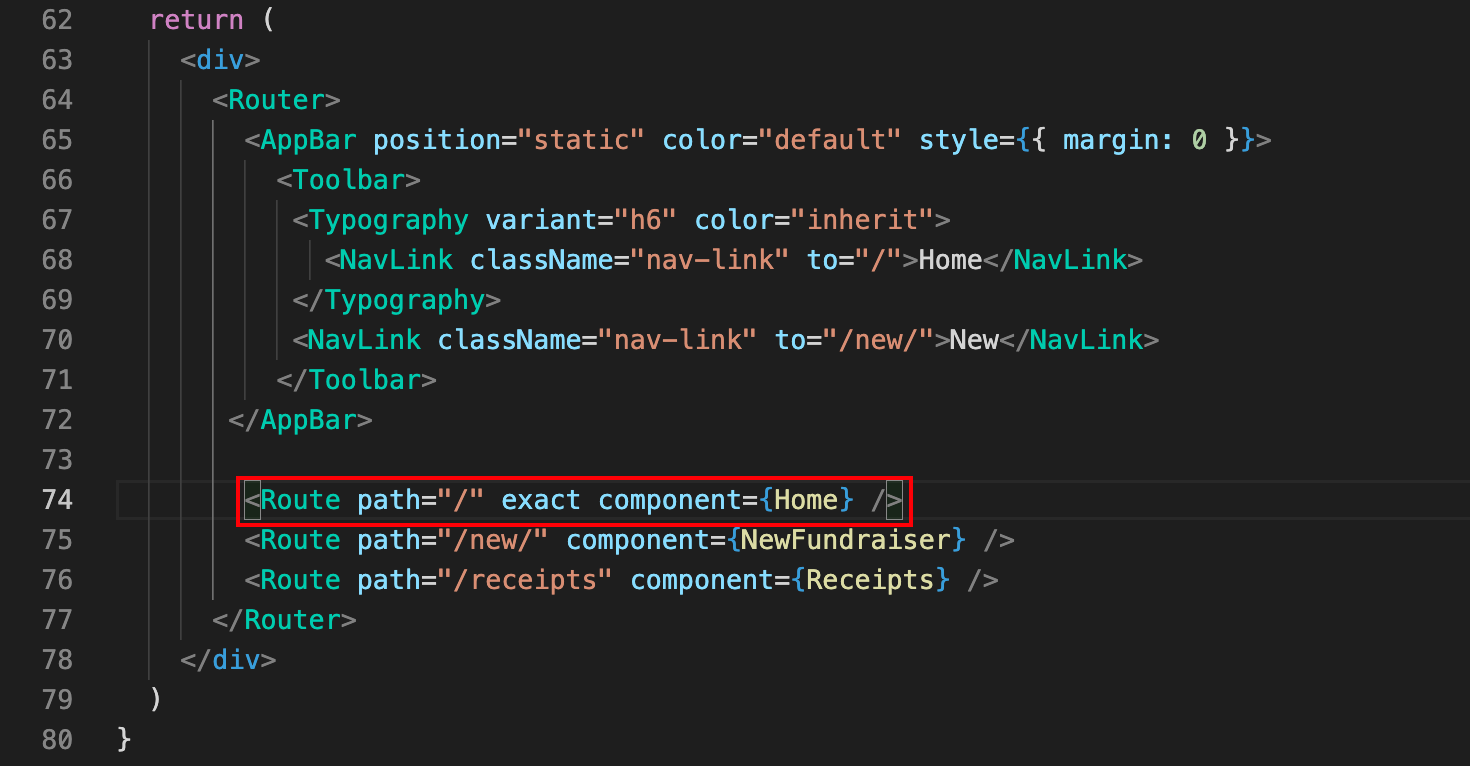 62 return (
63 <div>
64 <Router>
65 <AppBar position="static" color="default" style={{ margin: 0 }}>
66 <Toolbar>
67 <Typography variant="h6" color="inherit">
68 <NavLink className="nav-link" to="/">Home</NavLink>
69 </Typography>
70 <NavLink className="nav-link" to="/new/">New</NavLink>
71 </Toolbar>
72 </AppBar>
73
74 <Route path="/" exact component={Home} />
75 <Route path="/new/" component={NewFundraiser} />
76 <Route path="/receipts" component={Receipts} />
77 </Router>
78 </div>
79 )
80 }